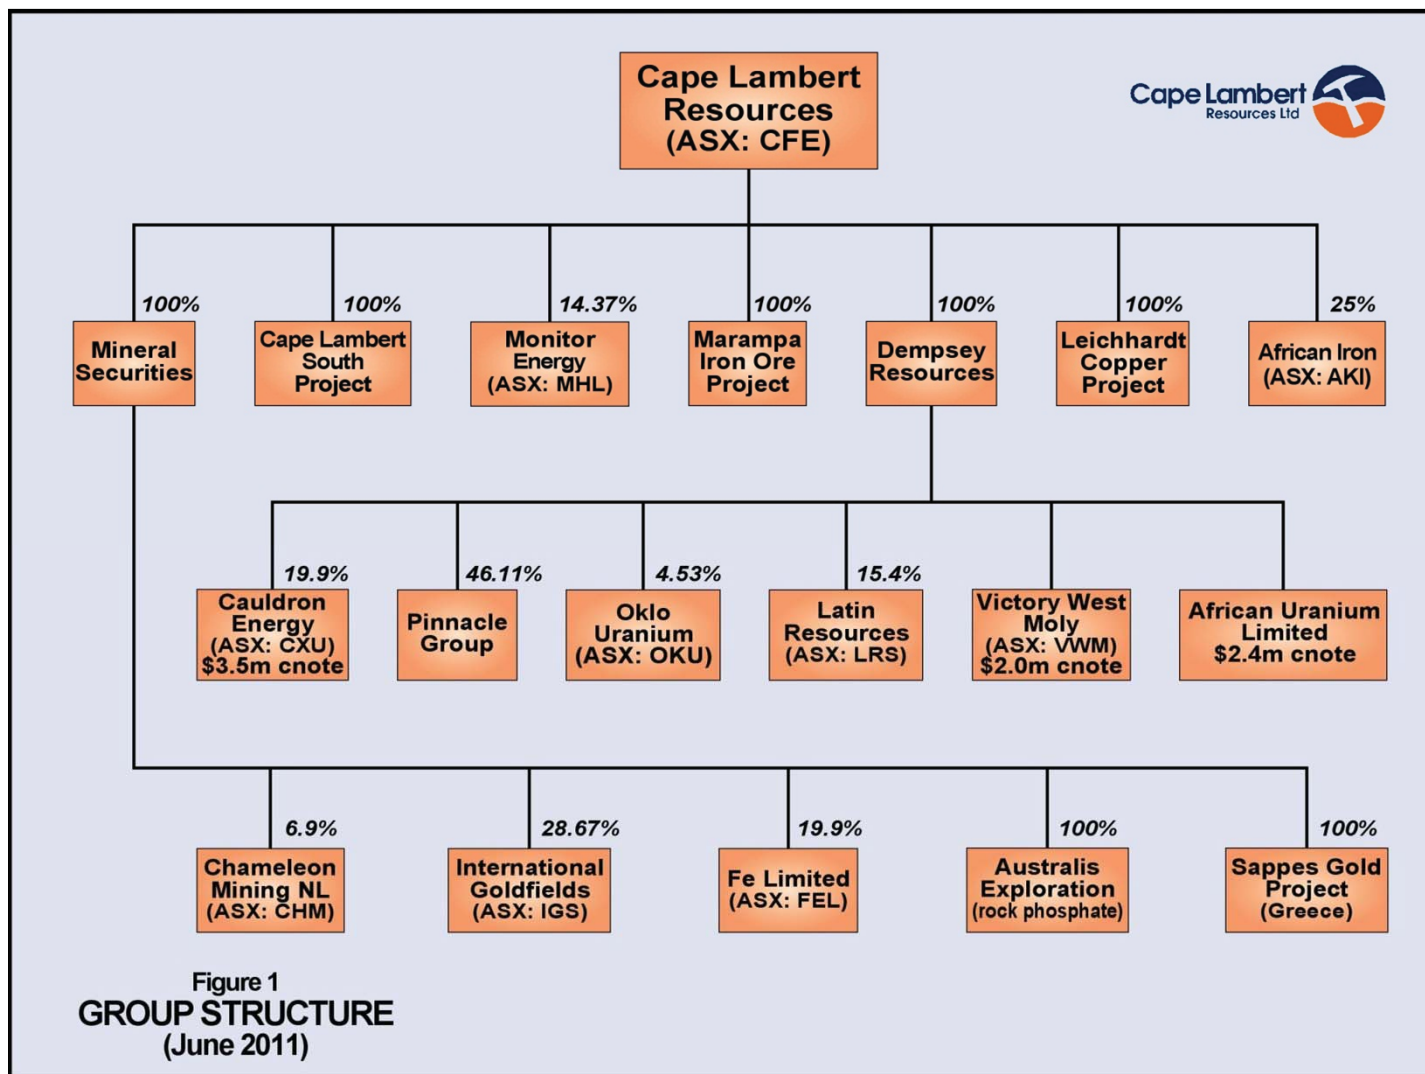 Cape Lambert
Resources
(ASX: CFE)
Cape Lambert
Resources Ltd
100%
100%
14.37%
100%
100%
100%
25%
Mineral
Securities
Cape Lambert
South
Project
Monitor
Energy
(ASX: MHL)
Marampa
Iron Ore
Project
Dempsey
Resources
Leichhardt
Copper
Project
African Iron
(ASX: AKI)
19.9%
46.11%
4.53%
15.4%
Cauldron
Energy
(ASX: CXU)
$3.5m cnote
Pinnacle
Group
Oklo
Uranium
(ASX: OKU)
Latin
Resources
(ASX: LRS)
Victory West
Moly
(ASX: VWM)
$2.0m cnote
African Uranium
Limited
$2.4m cnote
6.9%
28.67%
19.9%
100%
100%
Chameleon
Mining NL
(ASX: CHM)
International
Goldfields
(ASX: IGS)
Fe Limited
(ASX: FEL)
Australis
Exploration
(rock phosphate)
Sappes Gold
Project
(Greece)
Figure 1
GROUP STRUCTURE
(June 2011)